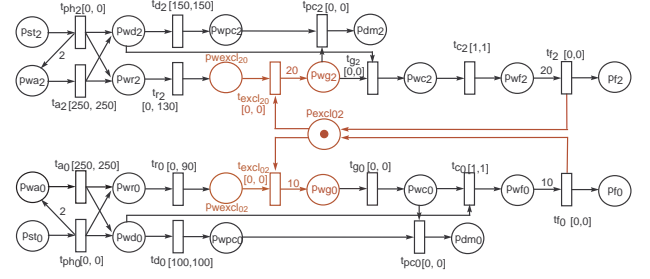 tph2[0, 0]
td2[150,150]
tpc2[0, 0]
Pst2
Pwd2
Pwpc2
Pdm2
2
Pwexcl20
tg2
[0,0]
tc2[1,1]
tf2 [0,0]
Pwa2
Pwr2
20
Pwg2
Pwc2
Pwf2
20
Pf2
ta2[250, 250]
tr2
[0, 130]
texcl20
[0, 0]
Pexcl02
ta0[250, 250]
tr0[0, 90]
texcl02
[0, 0]
tg0[0, 0]
tc0[1,1]
Pwa0
Pwr0
10
Pwg0
Pwc0
Pwf0
10
Pf0
2
Pwexcl02
tf0 [0,0]
Pst0
Pwd0
Pwpc0
Pdm0
tph0[0, 0]
td0[100,100]
tpc0[0, 0]